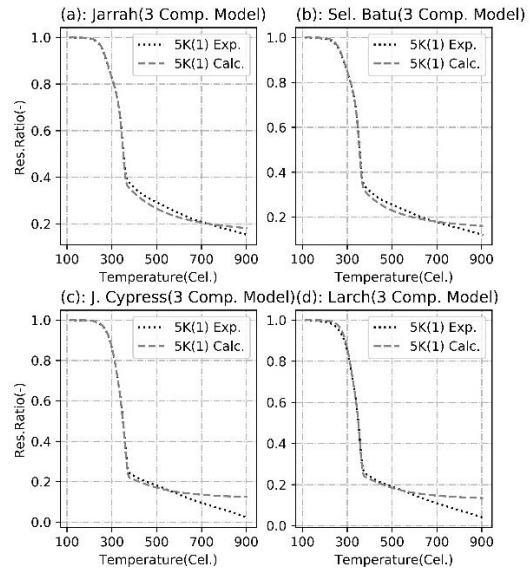 (a): Jarrah(3 Comp. Model)
5K(1) Exp.
5K(1) Calc.
Res.Ratio(-)
1.0
0.8
0.6
0.4
0.2
100 300 500 700 900
Temperature(Cel.)
(b): Sel. Batu(3 Comp. Model)
5K(1) Exp.
5K(1) Calc.
1.0
0.8
0.6
0.4
0.2
100 300 500 700 900
Temperature(Cel.)
(c): J. Cypress(3 Comp. Model)
5K(1) Exp.
5K(1) Calc.
Res.Ratio(-)
1.0
0.8
0.6
0.4
0.2
0.0
100 300 500 700 900
Temperature(Cel.)
(d): Larch(3 Comp. Model)
5K(1) Exp.
5K(1) Calc.
1.0
0.8
0.6
0.4
0.2
0.0
100 300 500 700 900
Temperature(Cel.)